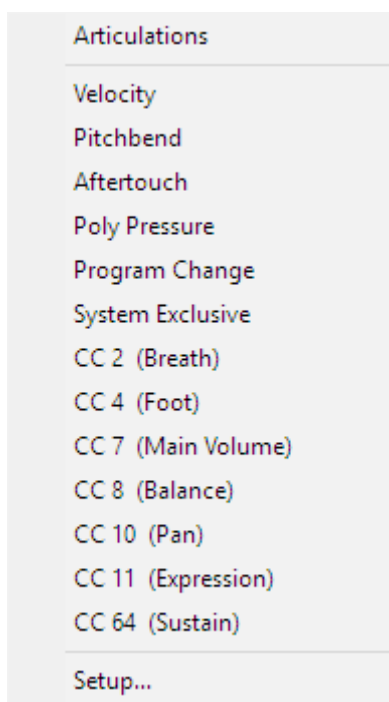 Articulations
Velocity
Pitchbend
Aftertouch
Poly Pressure
Program Change
System Exclusive
CC 2 (Breath)
CC 4 (Foot)
CC 7 (Main Volume)
CC 8 (Balance)
CC 10 (Pan)
CC 11 (Expression)
CC 64 (Sustain)
Setup...